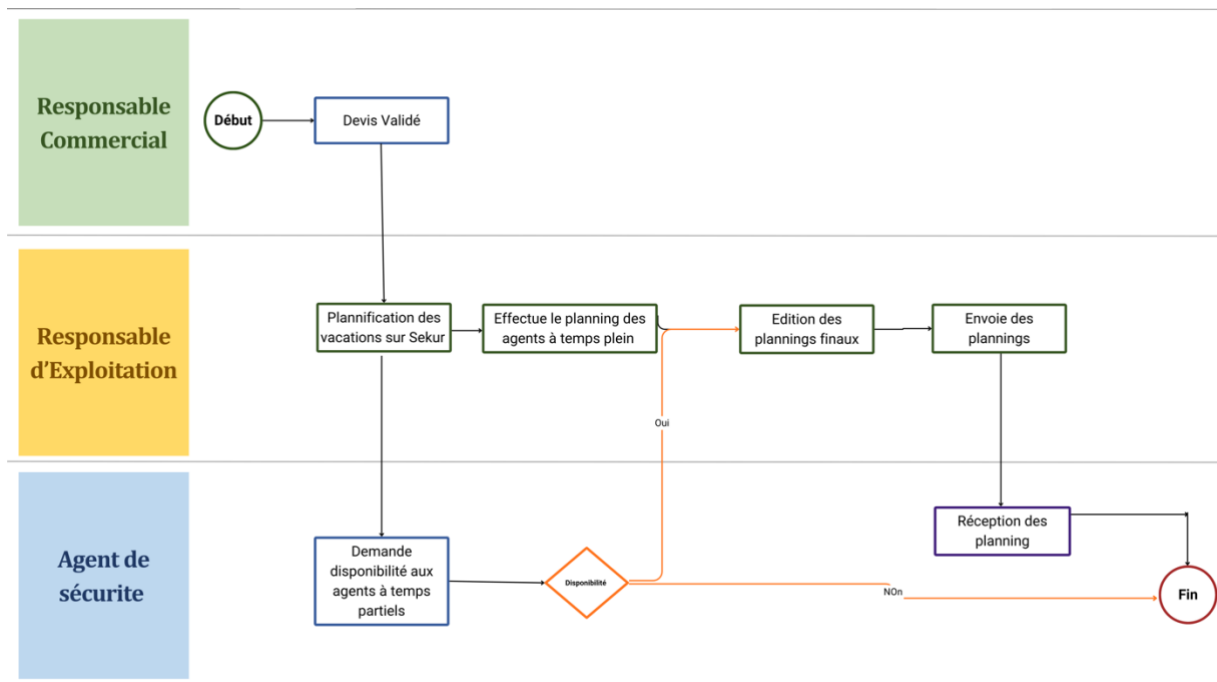 Responsable
Commercial
Début
Devis Validé
Responsable
d'Exploitation
Plannification des
vacations sur Sekur
Effectue le planning des
agents à temps plein
Edition des
plannings finaux
Envoie des
plannings
Oui
Agent de
sécurite
Demande
disponibilité aux
agents à temps
partiels
Disponibilité
NOn
Réception des
planning
Fin